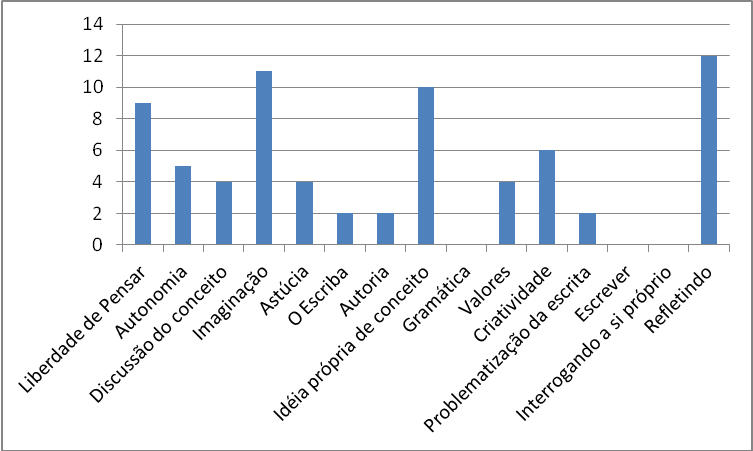 14
12
10
8
6
4
2
0
Liberdade de Pensar
Autonomia
Discussão do conceito
Imaginação
Astúcia
O Escriba
Autoria
Idéia própria de conceito
Gramática
Valores
Criatividade
Problematização da escrita
Escrever
Interrogando a si próprio
Refletindo